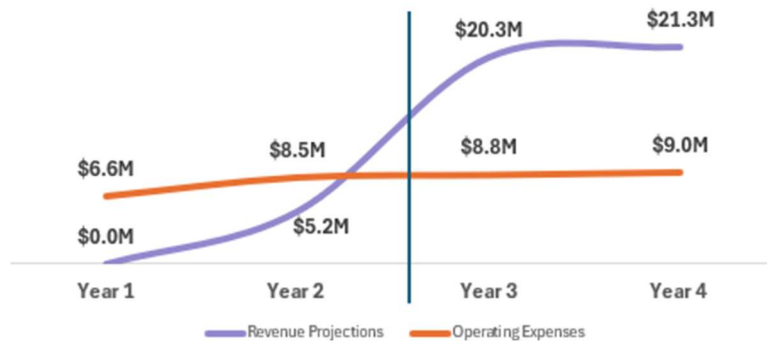 $21.3M
$20.3M
$8.5M
$8.8M
$9.0M
$6.6M
$5.2M
$0.0M
Year 1 Year 2 Year 3 Year 4
Revenue Projections Operating Expenses